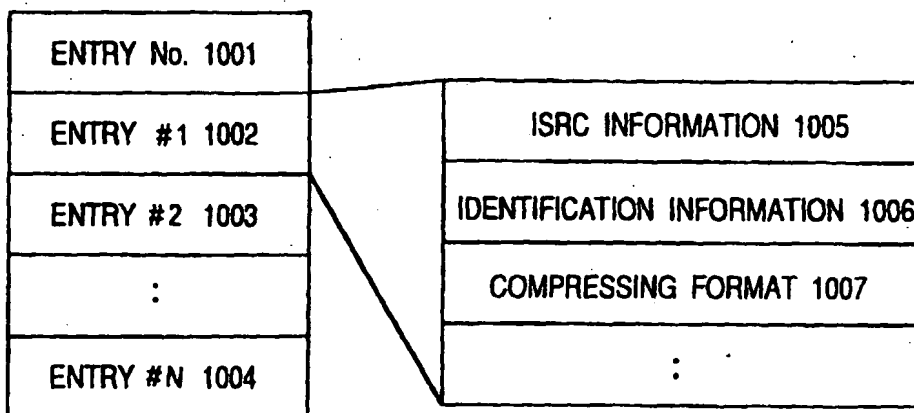 ENTRY No. 1001
ENTRY #1 1002
ENTRY #2 1003
:
ENTRY #N 1004
ISRC INFORMATION 1005
IDENTIFICATION INFORMATION 1006
COMPRESSING FORMAT 1007
: